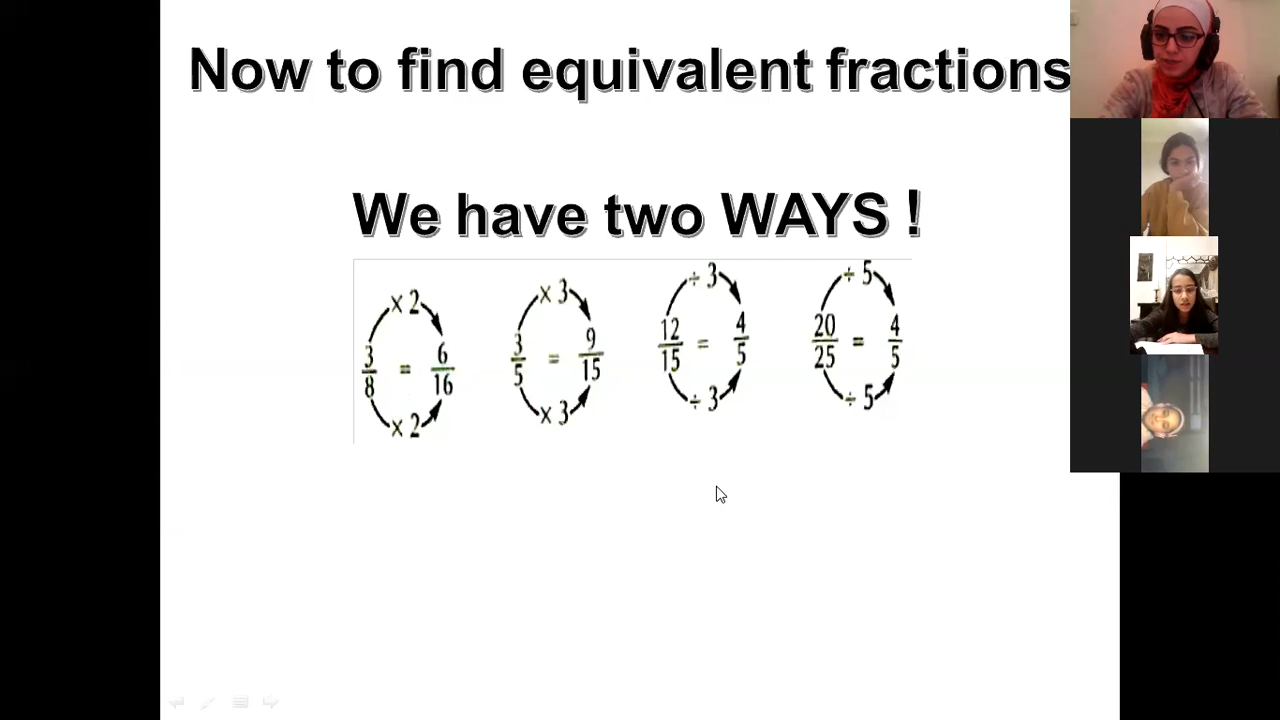 Now to find equivalent fractions
We have two WAYS !
× 2
3/8 = 6/16
× 2
× 3
3/5 = 9/15
× 3
÷ 3
12/15 = 4/5
÷ 3
÷ 5
20/25 = 4/5
÷ 5